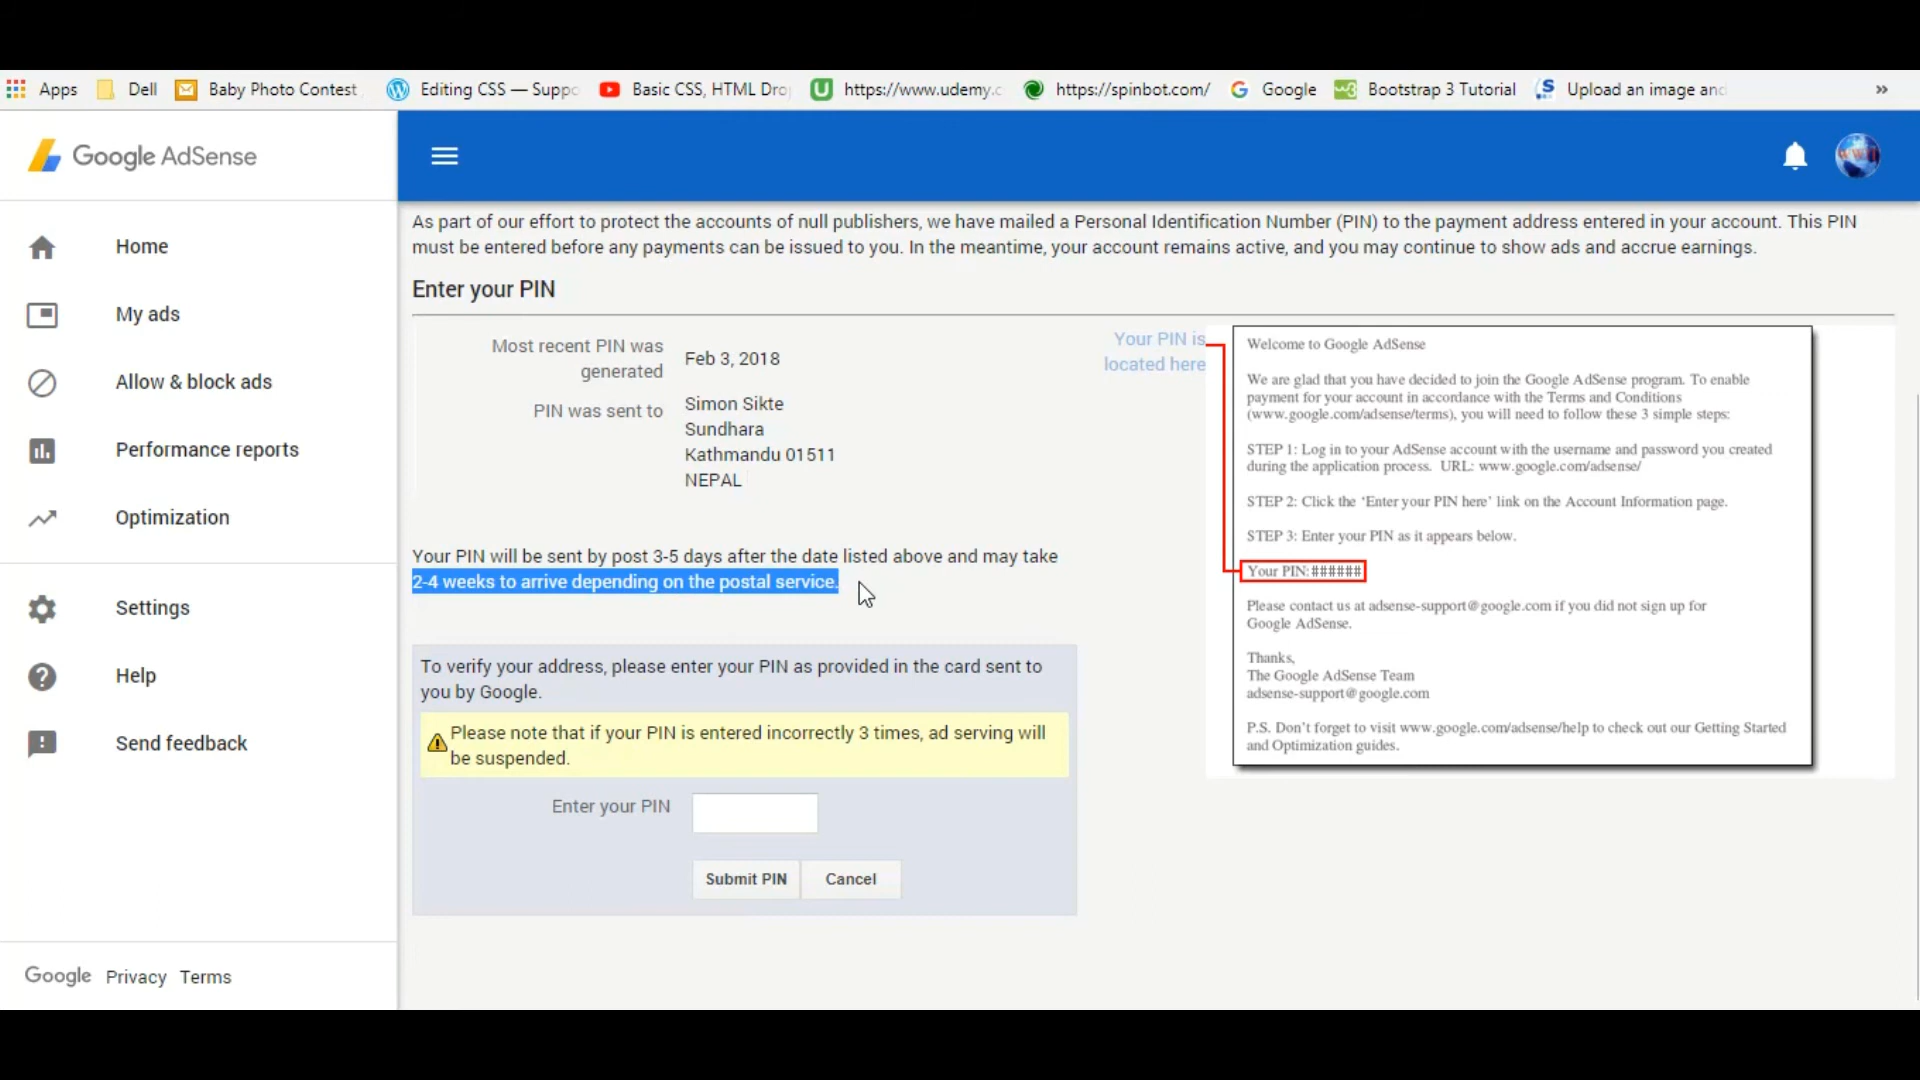 Apps Dell Baby Photo Contest Editing CSS — Suppo Basic CSS, HTML Dro https://www.udemy.c https://spinbot.com/ Google Bootstrap 3 Tutorial Upload an image and »
Google AdSense
Home
My ads
Allow & block ads
Performance reports
Optimization
Settings
Help
Send feedback
Google Privacy Terms
As part of our effort to protect the accounts of null publishers, we have mailed a Personal Identification Number (PIN) to the payment address entered in your account. This PIN
must be entered before any payments can be issued to you. In the meantime, your account remains active, and you may continue to show ads and accrue earnings.
Enter your PIN
Most recent PIN was
generated
Feb 3, 2018
PIN was sent to
Simon Sikte
Sundhara
Kathmandu 01511
NEPAL
Your PIN will be sent by post 3-5 days after the date listed above and may take
2-4 weeks to arrive depending on the postal service.
To verify your address, please enter your PIN as provided in the card sent to
you by Google.
Please note that if your PIN is entered incorrectly 3 times, ad serving will
be suspended.
Enter your PIN
Submit PIN Cancel
Your PIN is
located here
Welcome to Google AdSense
We are glad that you have decided to join the Google AdSense program. To enable
payment for your account in accordance with the Terms and Conditions
(www.google.com/adsense/terms), you will need to follow these 3 simple steps:
STEP 1: Log in to your AdSense account with the username and password you created
during the application process. URL: www.google.com/adsense/
STEP 2: Click the ‘Enter your PIN here’ link on the Account Information page.
STEP 3: Enter your PIN as it appears below.
Your PIN:######
Please contact us at adsense-support@google.com if you did not sign up for
Google AdSense.
Thanks,
The Google AdSense Team
adsense-support@google.com
P.S. Don’t forget to visit www.google.com/adsense/help to check out our Getting Started
and Optimization guides.